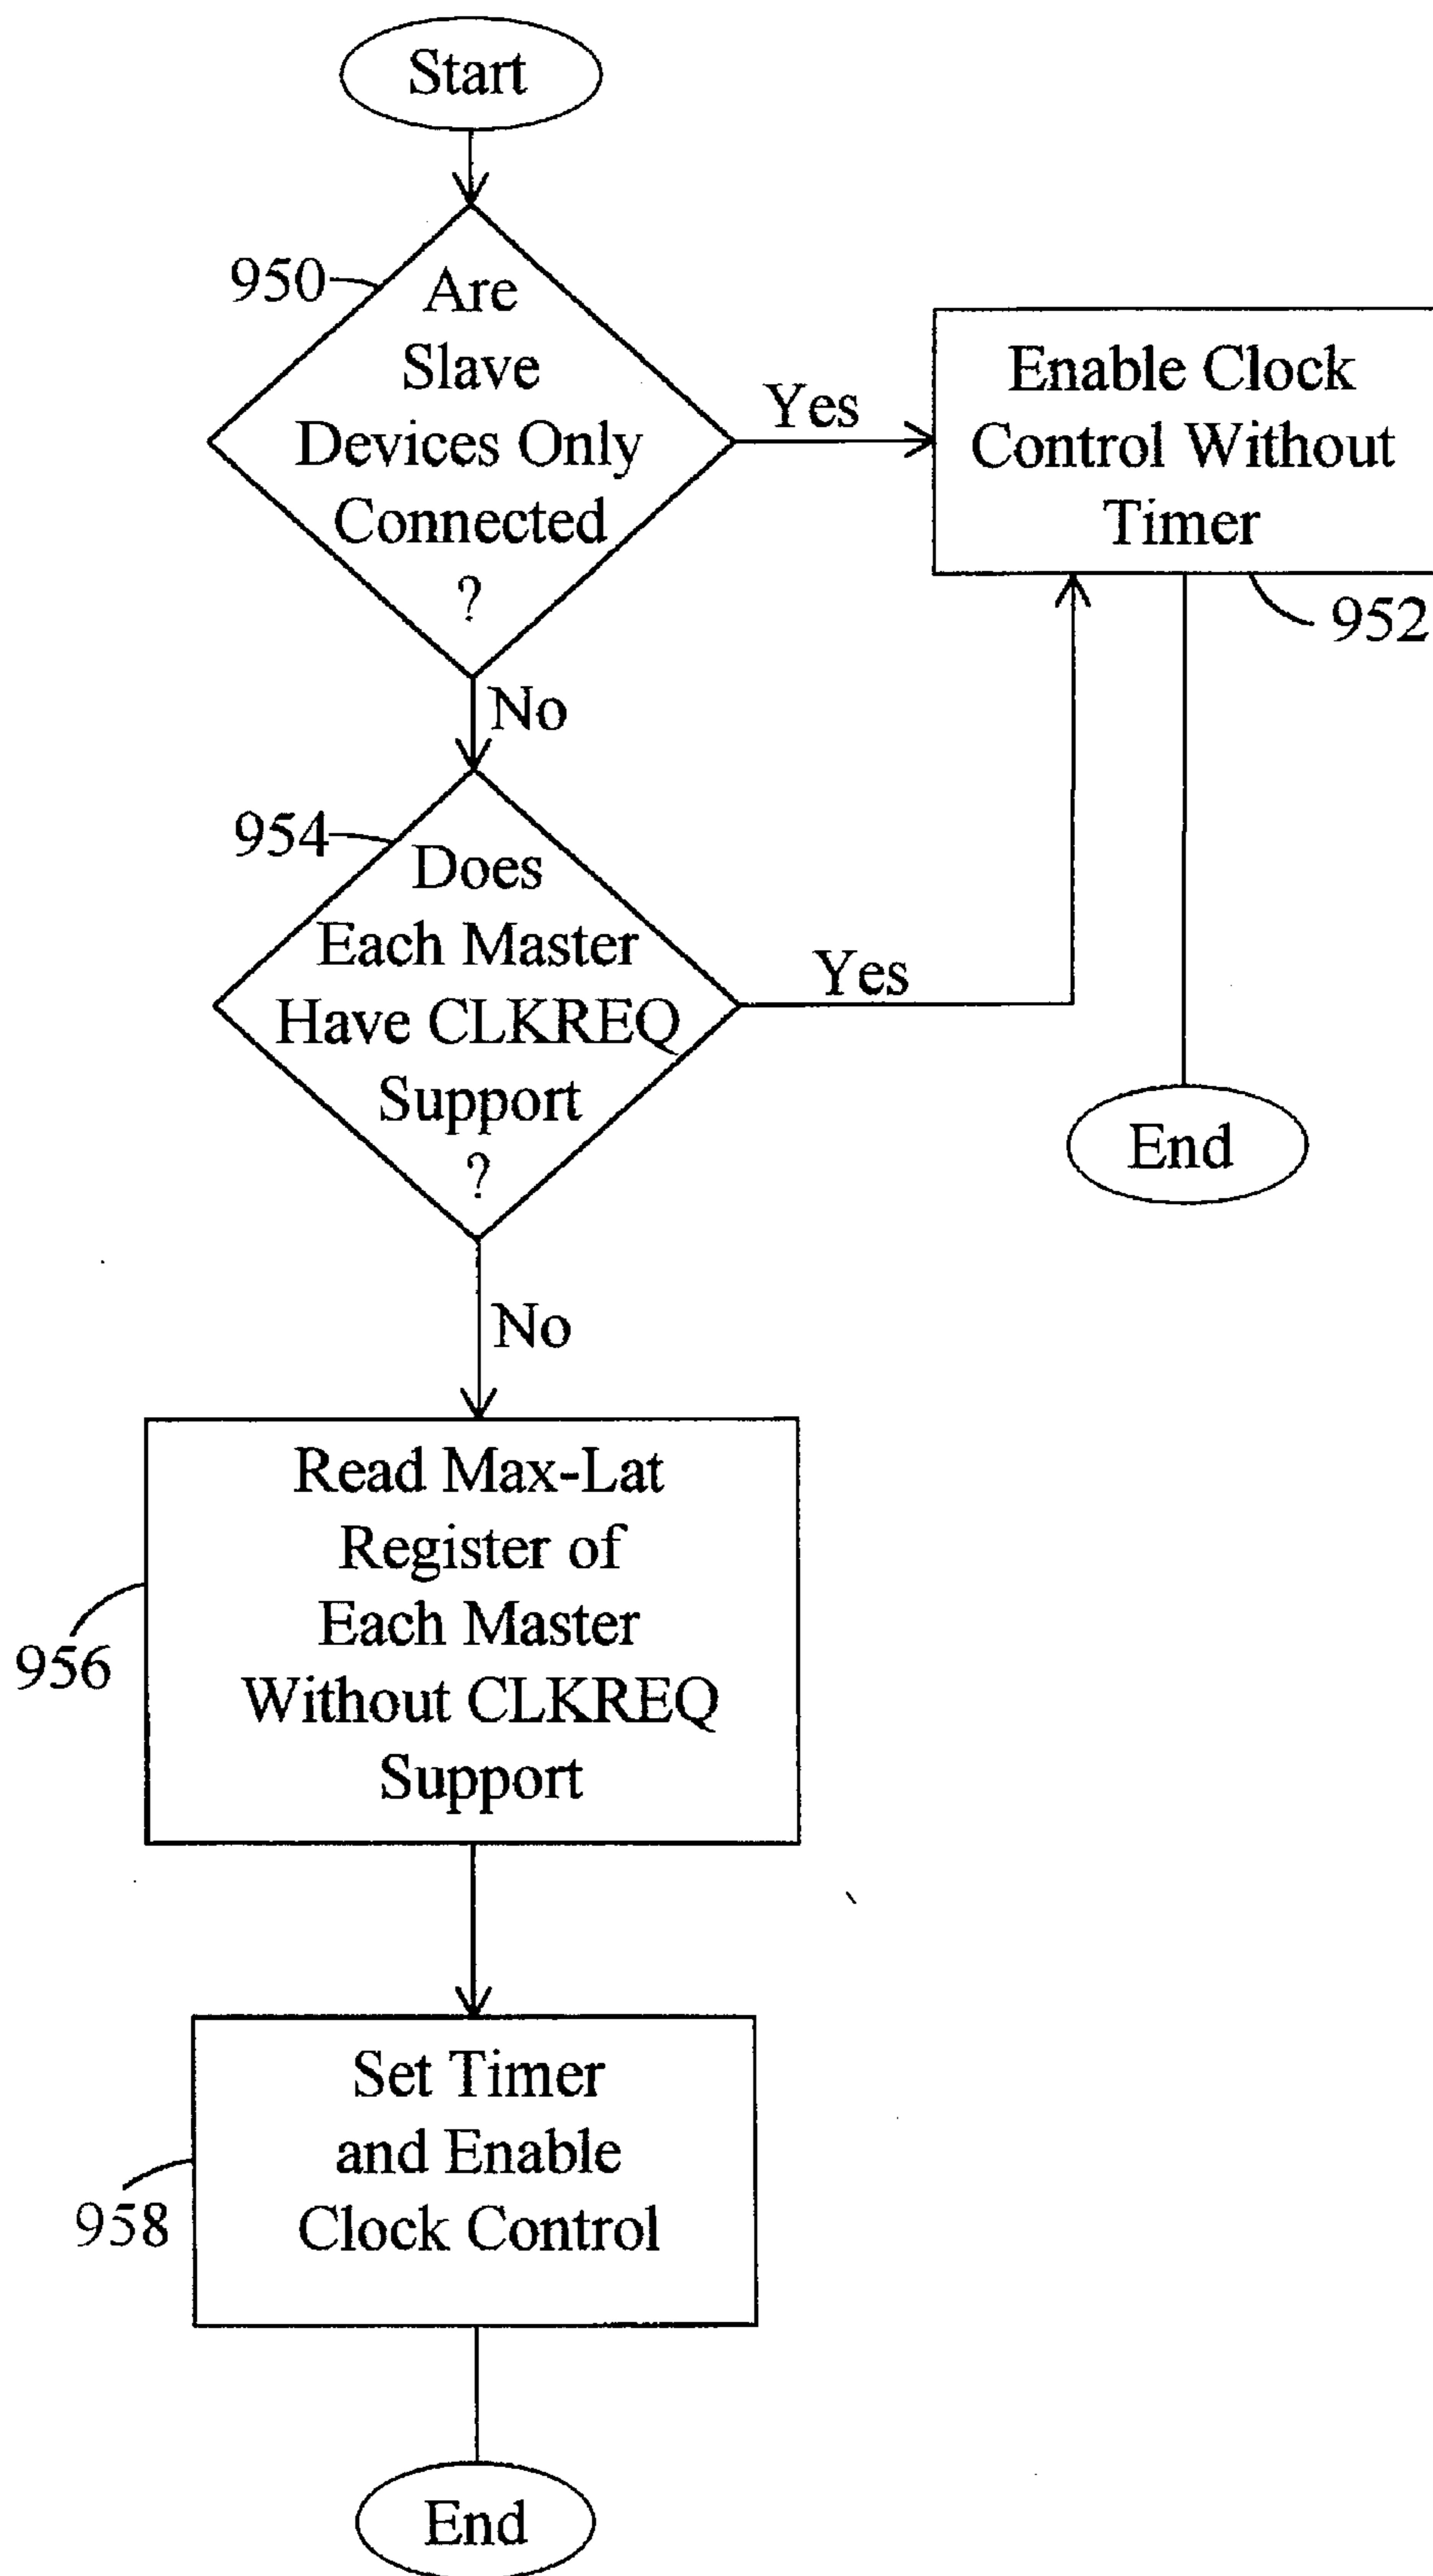 Start
950
Are
Slave
Devices Only
Connected
?
Yes
Enable Clock
Control Without
Timer
952
No
954
Does
Each Master
Have CLKREQ
Support
?
Yes
End
No
Read Max-Lat
Register of
Each Master
Without CLKREQ
Support
956
Set Timer
and Enable
Clock Control
958
End